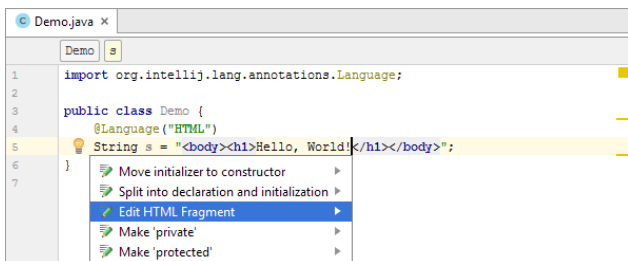 C Demo.java ×
Demo s
1 import org.intellij.lang.annotations.Language;
2
3 public class Demo {
4 @Language("HTML")
5 String s = "<body><h1>Hello, World!</h1></body>";
6 }
7
Move initializer to constructor
Split into declaration and initialization
Edit HTML Fragment
Make 'private'
Make 'protected'